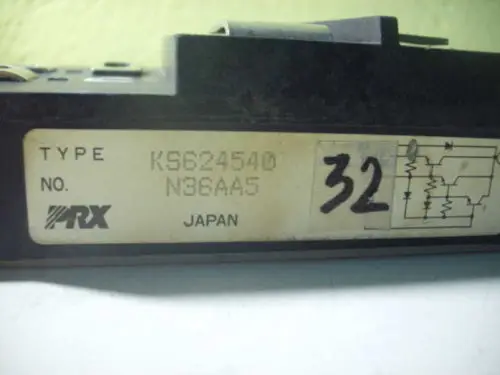 TYPE KS624540
NO. N36AA5
PRX JAPAN
32